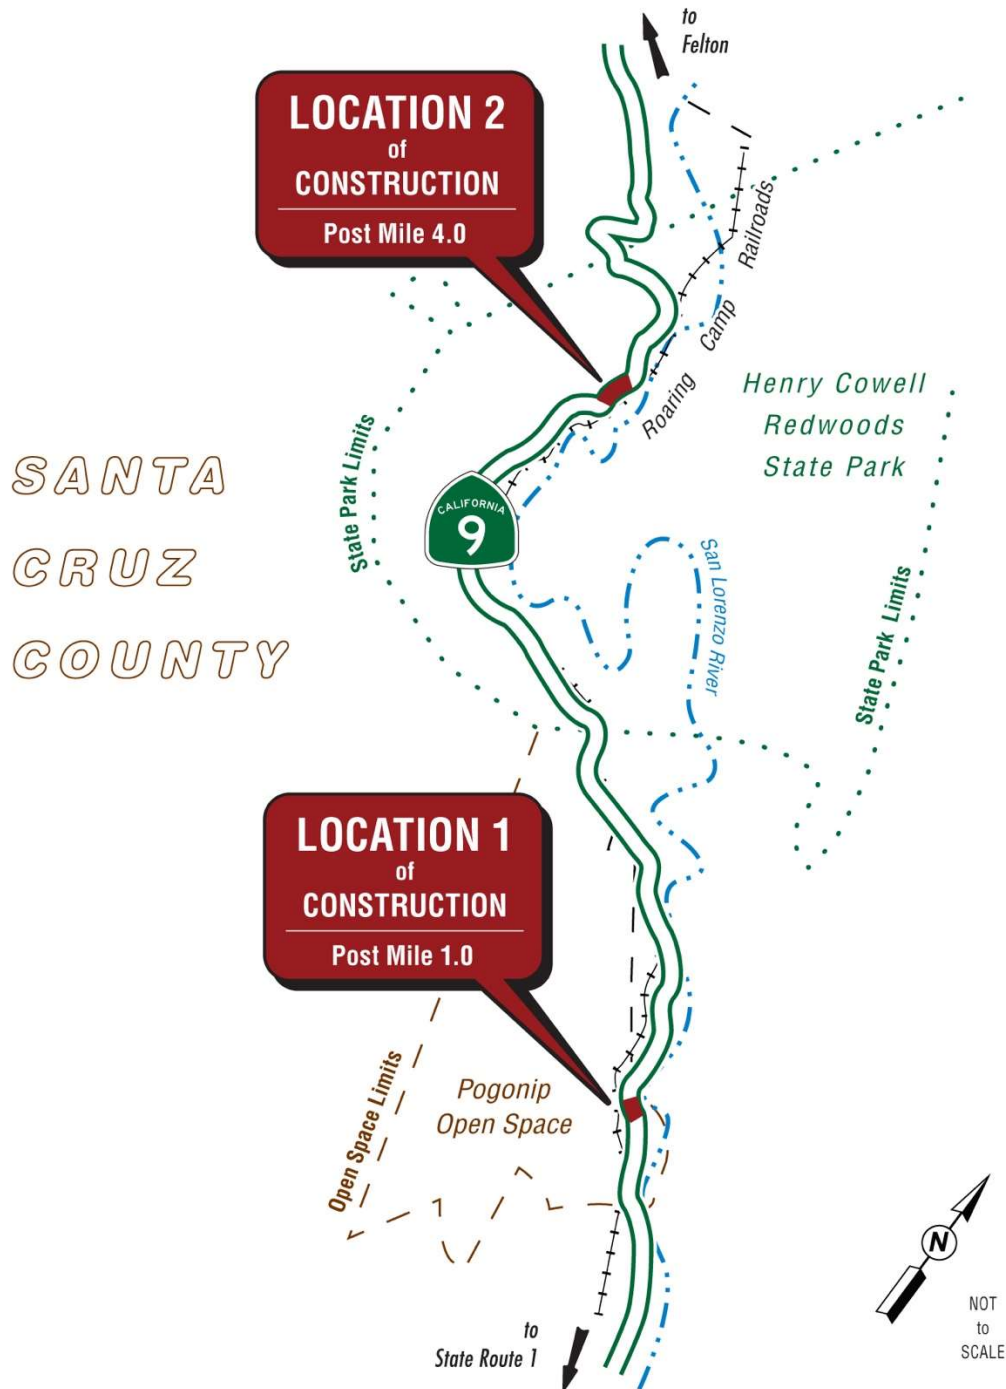 to
Felton
LOCATION 2
of
CONSTRUCTION
Post Mile 4.0
Roaring Camp Railroads
Henry Cowell
Redwoods
State Park
State Park Limits
SANTA
CRUZ
COUNTY
CALIFORNIA
9
San Lorenzo River
State Park Limits
LOCATION 1
of
CONSTRUCTION
Post Mile 1.0
Open Space Limits
Pogonip
Open Space
N
NOT
to
SCALE
to
State Route 1